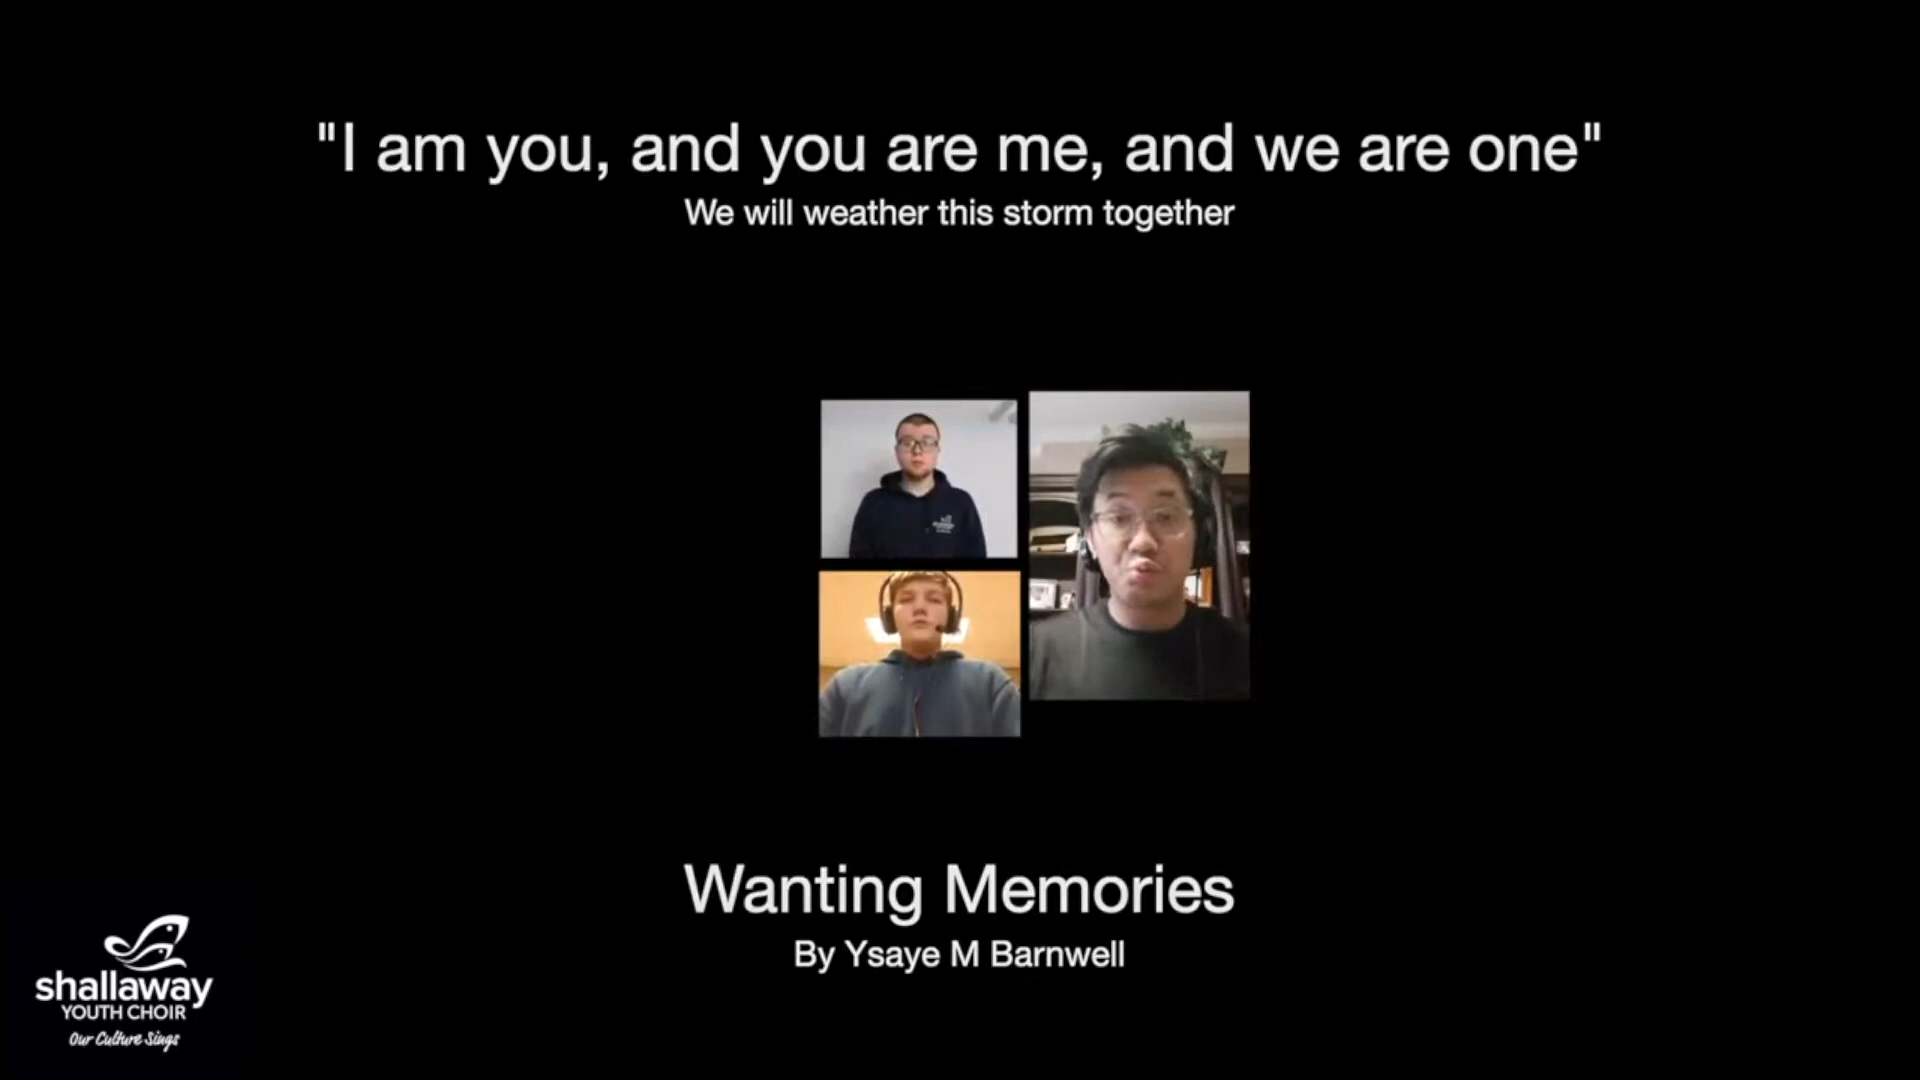 "I am you, and you are me, and we are one"
We will weather this storm together
Wanting Memories
By Ysaye M Barnwell
shallaway
YOUTH CHOIR
Our Culture Sings